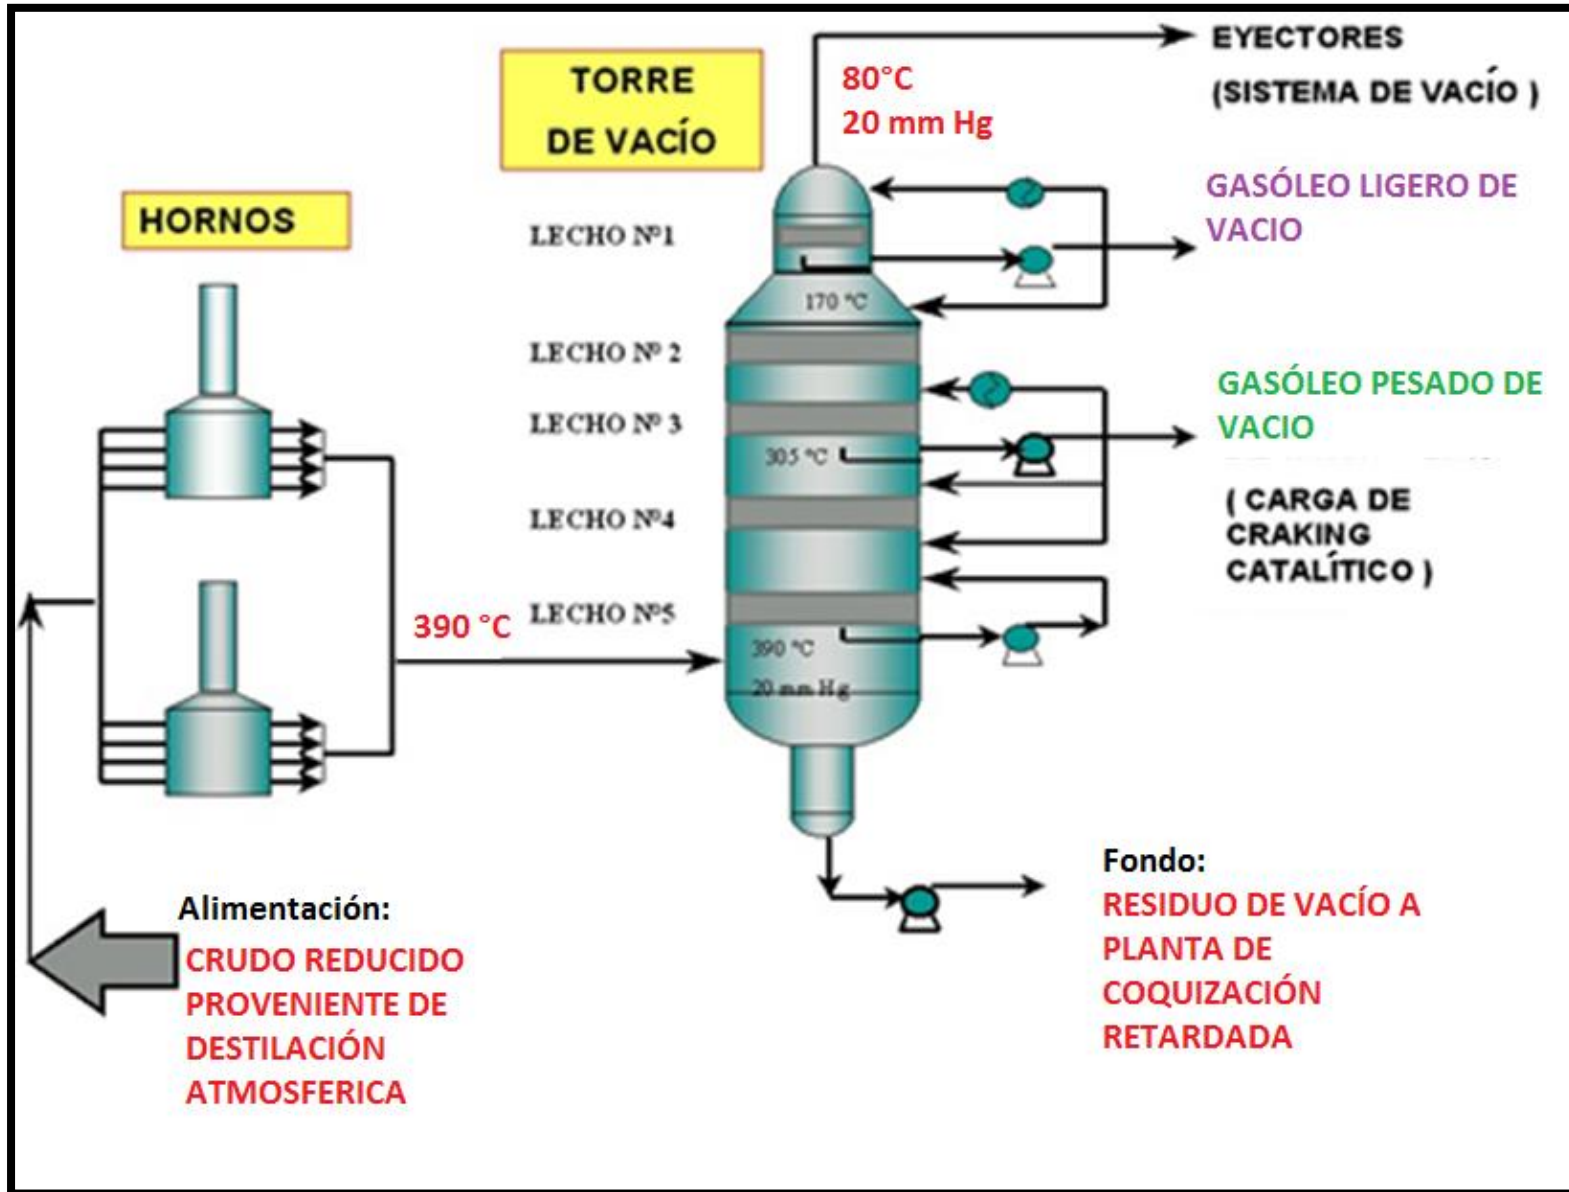 EYECTORES
(SISTEMA DE VACÍO )
TORRE
DE VACÍO
80°C
20 mm Hg
GASÓLEO LIGERO DE
VACIO
HORNOS
LECHO Nº1
170 ºC
LECHO Nº 2
GASÓLEO PESADO DE
VACIO
LECHO Nº 3
305 ºC
( CARGA DE
CRAKING
CATALÍTICO )
LECHO Nº4
LECHO Nº5
390 °C
390 ºC
20 mm Hg
Alimentación:
CRUDO REDUCIDO
PROVENIENTE DE
DESTILACIÓN
ATMOSFERICA
Fondo:
RESIDUO DE VACÍO A
PLANTA DE
COQUIZACIÓN
RETARDADA